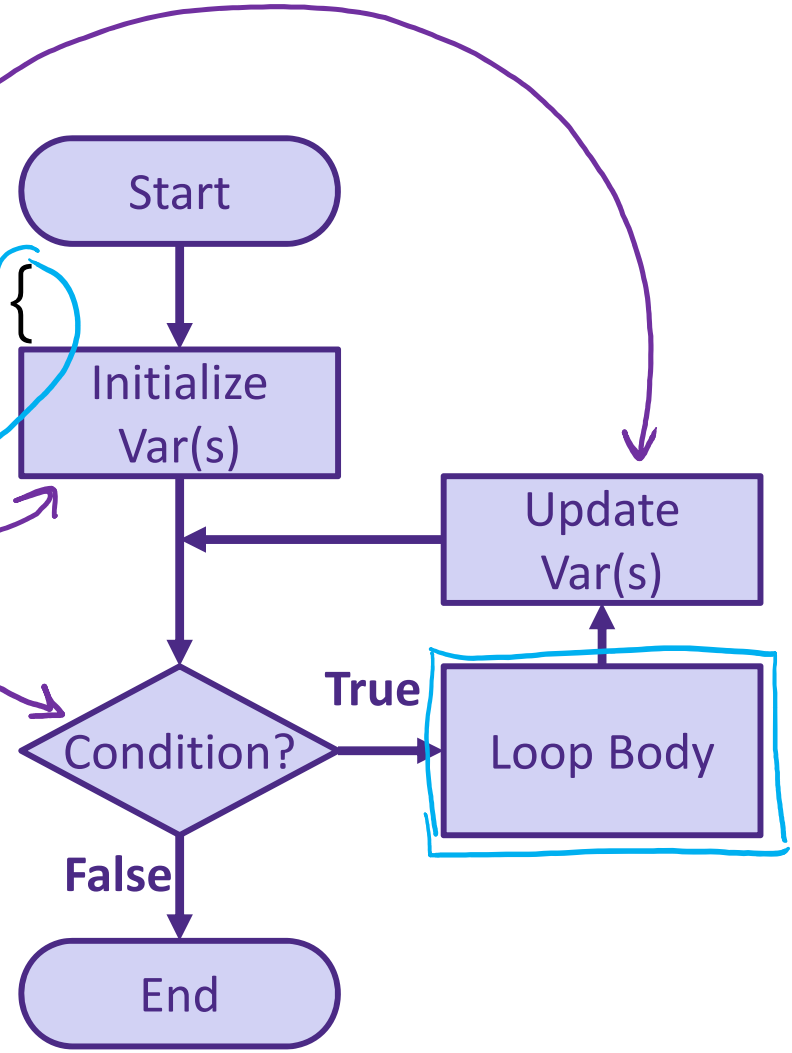 Start
{
Initialize
Var(s)
Update
Var(s)
True
Condition?
Loop Body
False
End